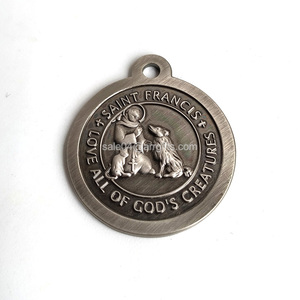 SAINT FRANCIS
LOVE ALL OF GOD'S CREATURES